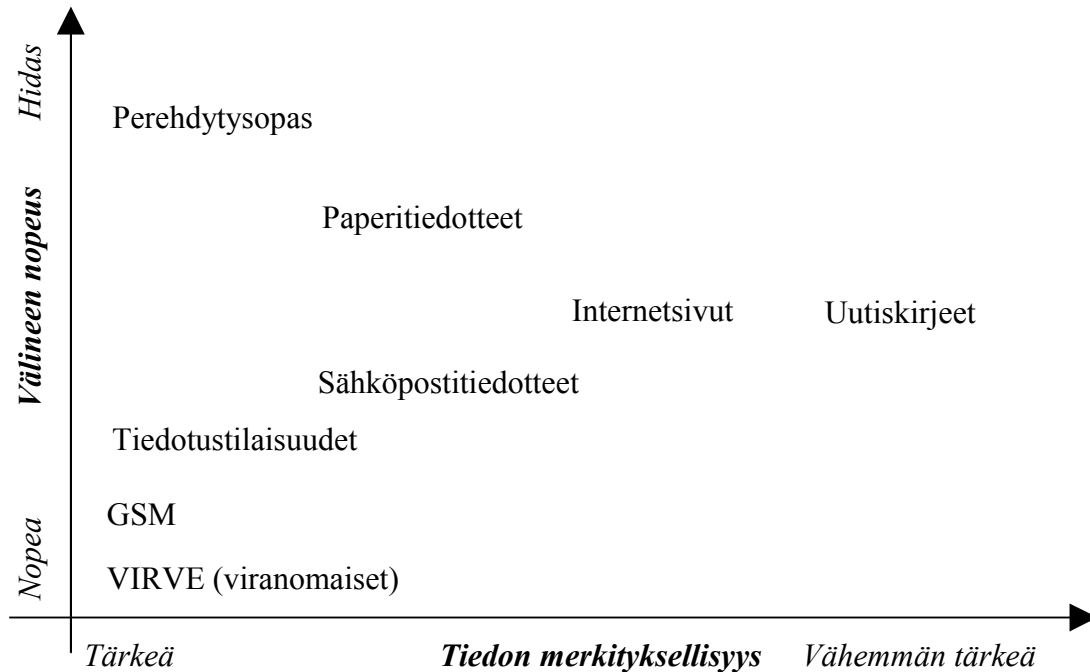 Hidas
Perehdytysopas
Välineen nopeus
Paperitiedotteet
Internetsivut
Uutiskirjeet
Sähköpostitiedotteet
Tiedotustilaisuudet
GSM
Nopea
VIRVE (viranomaiset)
Tärkeä
Tiedon merkityksellisyys
Vähemmän tärkeä